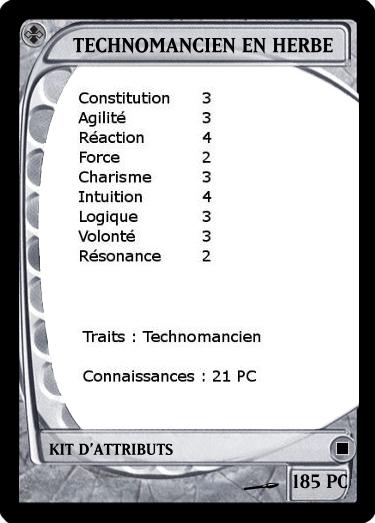 TECHNOMANCIEN EN HERBE
Constitution 3
Agilité 3
Réaction 4
Force 2
Charisme 3
Intuition 4
Logique 3
Volonté 3
Résonance 2
Traits : Technomancien
Connaissances : 21 PC
KIT D'ATTRIBUTS
185 PC